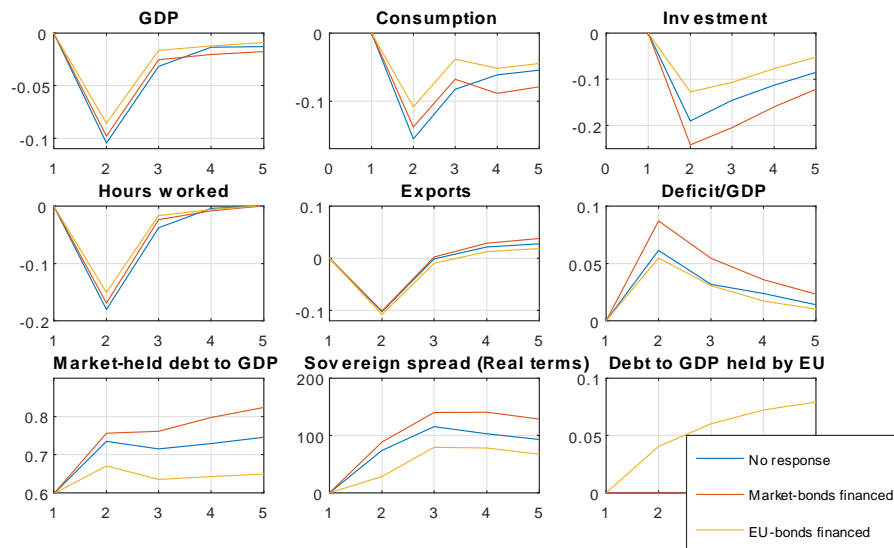 GDP
Consumption
Investment
0
-0.05
-0.1
1 2 3 4 5
0
-0.1
0 1 2 3 4 5
0
-0.1
-0.2
0 1 2 3 4 5
Hours worked
Exports
Deficit/GDP
0
-0.1
-0.2
1 2 3 4 5
0.1
0
-0.1
1 2 3 4 5
0.1
0.05
0
1 2 3 4 5
Market-held debt to GDP
Sovereign spread (Real terms)
Debt to GDP held by EU
0.8
0.7
0.6
1 2 3 4 5
200
100
0
1 2 3 4 5
0.1
0.05
0
1 2
No response
Market-bonds financed
EU-bonds financed